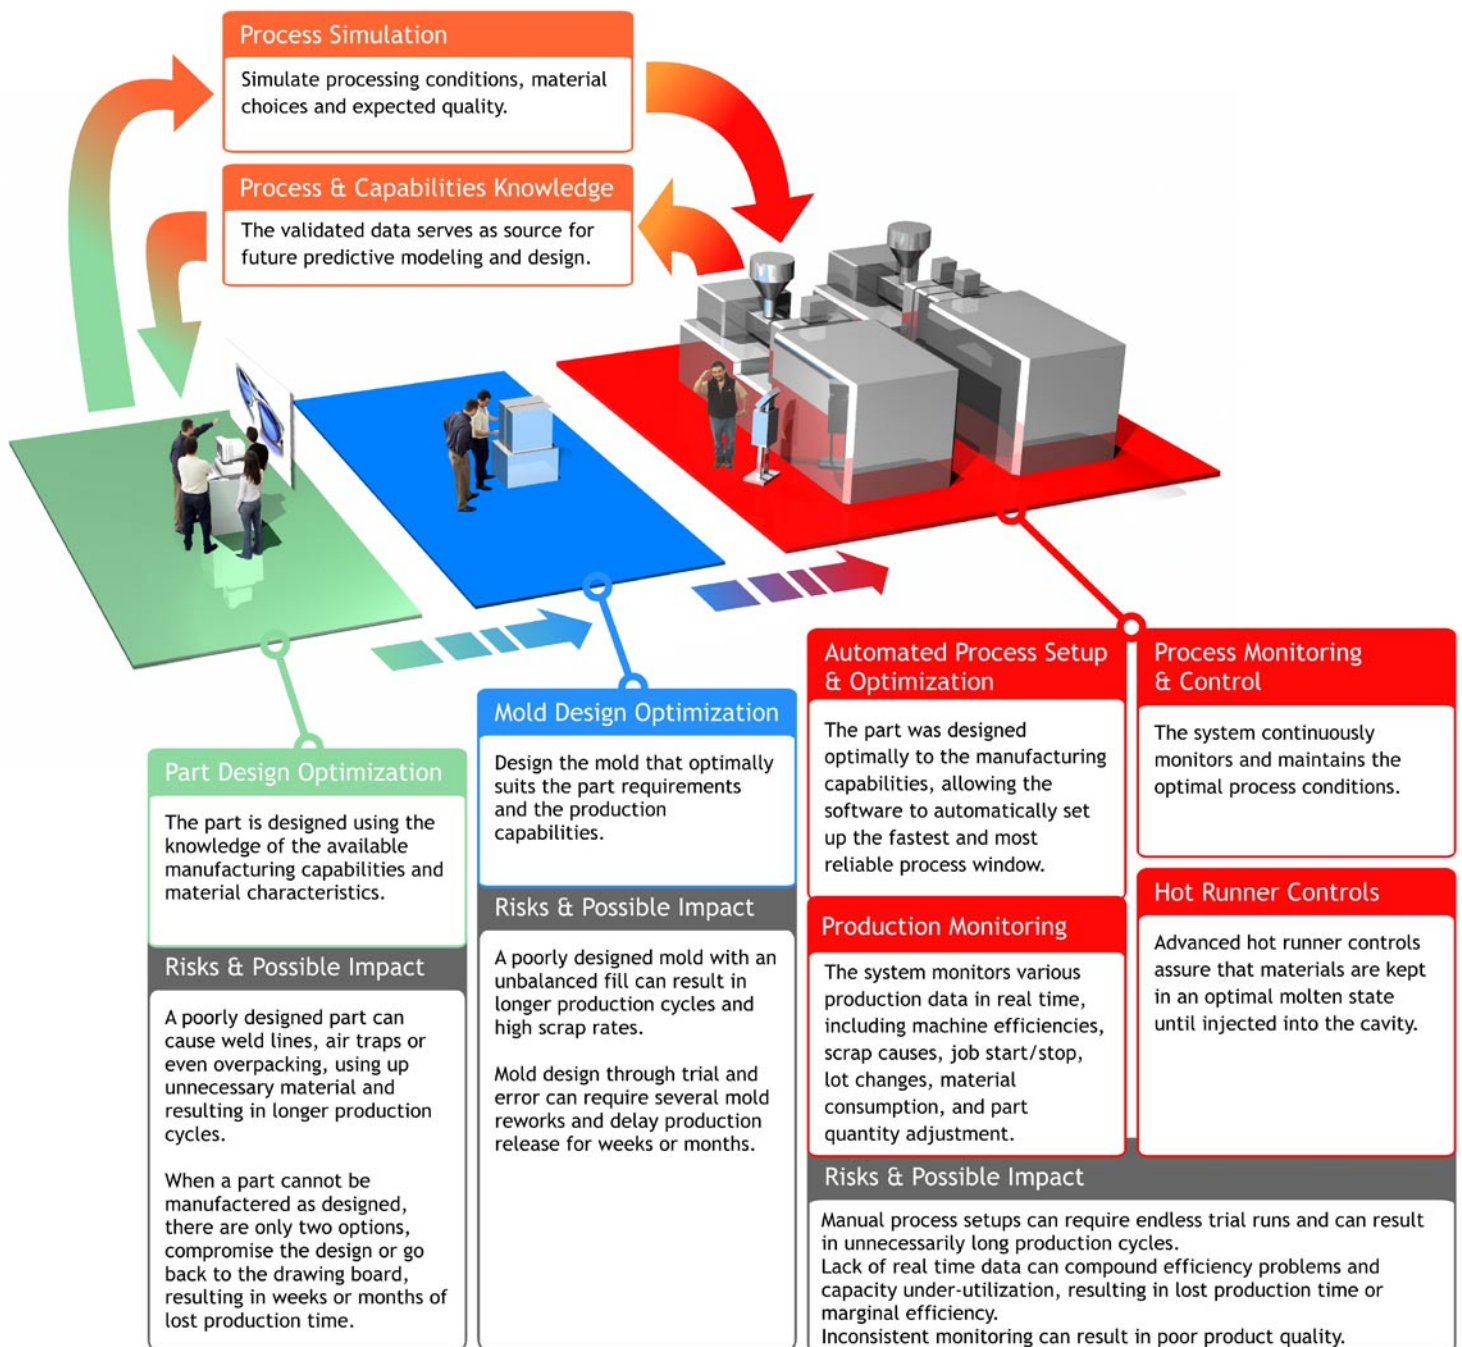 Process Simulation
Simulate processing conditions, material
choices and expected quality.
Process & Capabilities Knowledge
The validated data serves as source for
future predictive modeling and design.
Part Design Optimization
The part is designed using the
knowledge of the available
manufacturing capabilities and
material characteristics.
Risks & Possible Impact
A poorly designed part can
cause weld lines, air traps or
even overpacking, using up
unnecessary material and
resulting in longer production
cycles.
When a part cannot be
manufactered as designed,
there are only two options,
compromise the design or go
back to the drawing board,
resulting in weeks or months of
lost production time.
Mold Design Optimization
Design the mold that optimally
suits the part requirements
and the production
capabilities.
Risks & Possible Impact
A poorly designed mold with an
unbalanced fill can result in
longer production cycles and
high scrap rates.
Mold design through trial and
error can require several mold
reworks and delay production
release for weeks or months.
Automated Process Setup
& Optimization
The part was designed
optimally to the manufacturing
capabilities, allowing the
software to automatically set
up the fastest and most
reliable process window.
Process Monitoring
& Control
The system continuously
monitors and maintains the
optimal process conditions.
Production Monitoring
The system monitors various
production data in real time,
including machine efficiencies,
scrap causes, job start/stop,
lot changes, material
consumption, and part
quantity adjustment.
Hot Runner Controls
Advanced hot runner controls
assure that materials are kept
in an optimal molten state
until injected into the cavity.
Risks & Possible Impact
Manual process setups can require endless trial runs and can result
in unnecessarily long production cycles.
Lack of real time data can compound efficiency problems and
capacity under-utilization, resulting in lost production time or
marginal efficiency.
Inconsistent monitoring can result in poor product quality.